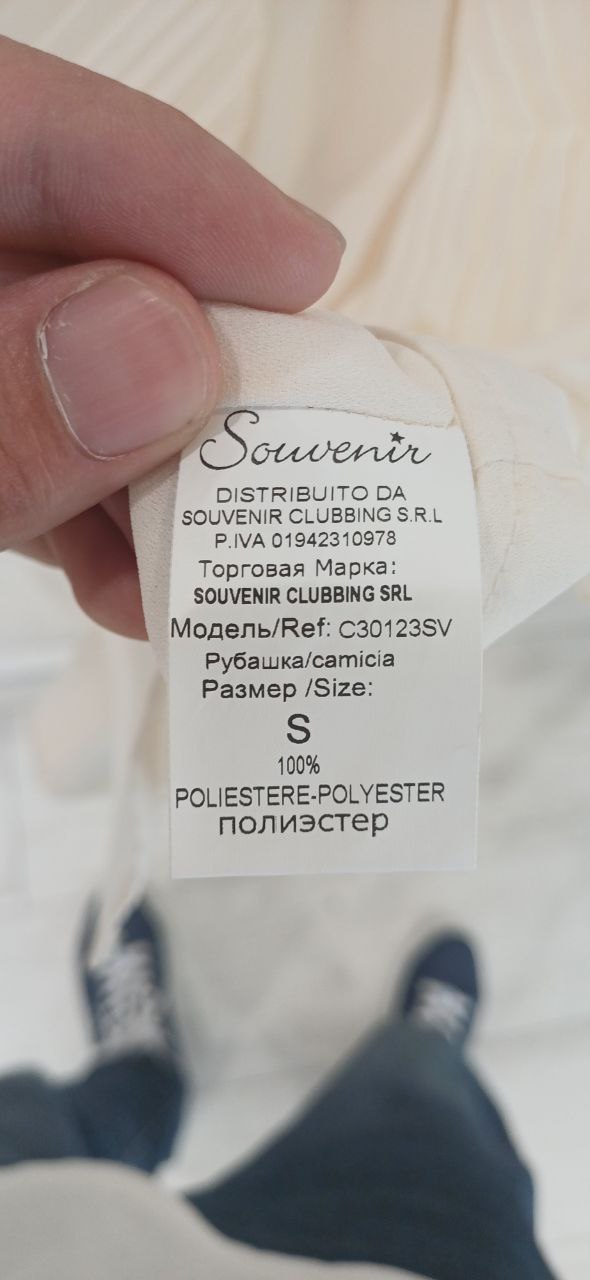 Souvenir
DISTRIBUITO DA
SOUVENIR CLUBBING S.R.L
P.IVA 01942310978
Торговая Марка:
SOUVENIR CLUBBING SRL
Модель/Ref: C30123SV
Рубашка/camicia
Размер /Size:
S
100%
POLIESTERE-POLYESTER
полиэстер